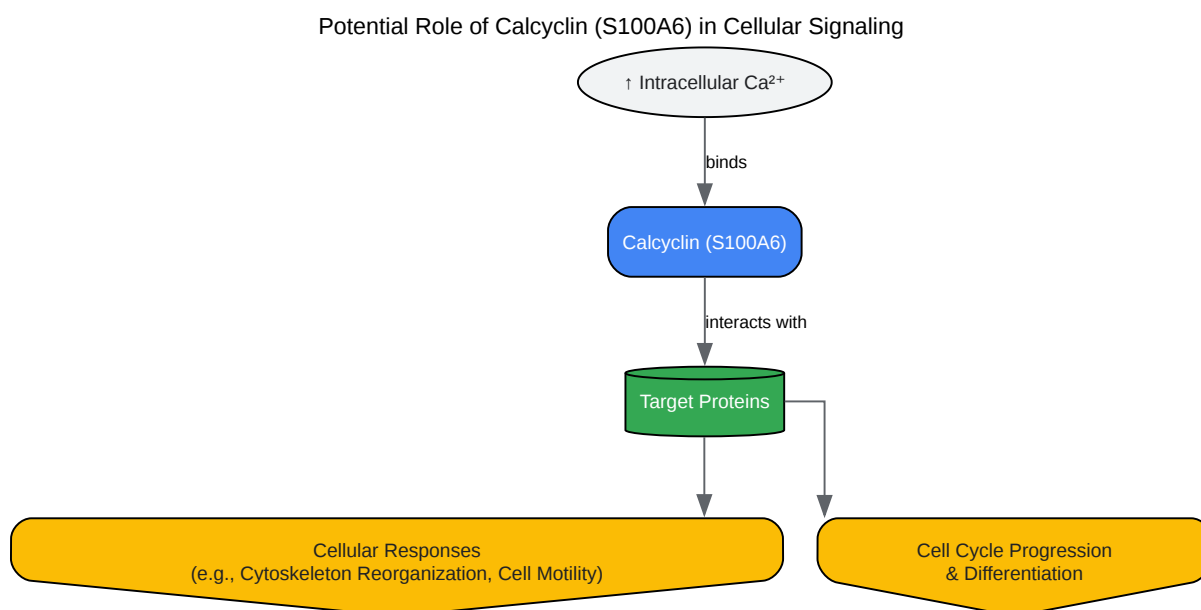 Potential Role of Calcyclin (S100A6) in Cellular Signaling
↑ Intracellular Ca²⁺
binds
Calcyclin (S100A6)
interacts with
Target Proteins
Cellular Responses
(e.g., Cytoskeleton Reorganization, Cell Motility)
Cell Cycle Progression
& Differentiation